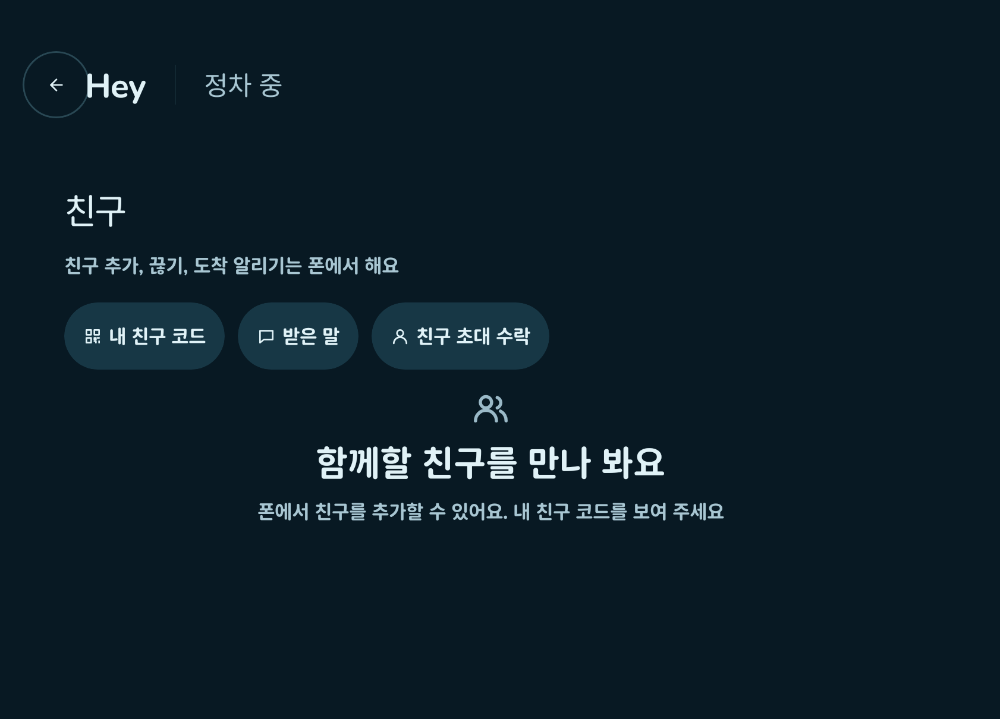 Hey
정차 중
친구
친구 추가, 끊기, 도착 알리기는 폰에서 해요
내 친구 코드
받은 말
친구 초대 수락
함께할 친구를 만나 봐요
폰에서 친구를 추가할 수 있어요. 내 친구 코드를 보여 주세요